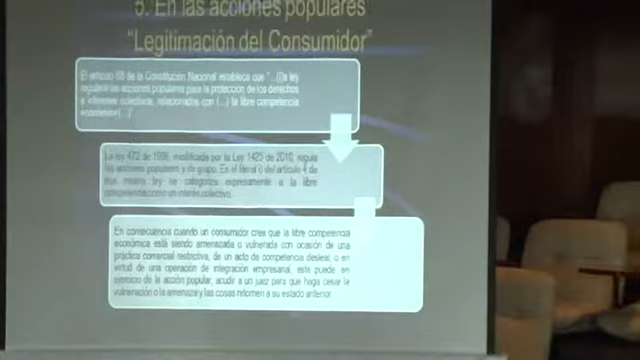 5. En las acciones populares
"Legitimación del Consumidor"
El artículo 88 de la Constitución Nacional establece que "...(l)a ley
regulará las acciones populares para la protección de los derechos
e intereses colectivos, relacionados con (...) la libre competencia
económica (...)"
La ley 472 de 1998, modificada por la Ley 1425 de 2010, regula
las acciones populares y de grupo. En el literal i) del artículo 4 de
esa misma ley se categoriza expresamente a la libre
competencia como un interés colectivo.
En consecuencia cuando un consumidor crea que la libre competencia
económica está siendo amenazada o vulnerada con ocasión de una
práctica comercial restrictiva, de un acto de competencia desleal, o en
virtud de una operación de integración empresarial, este puede, en
ejercicio de la acción popular, acudir a un juez para que haga cesar la
vulneración o la amenaza y las cosas retornen a su estado anterior.